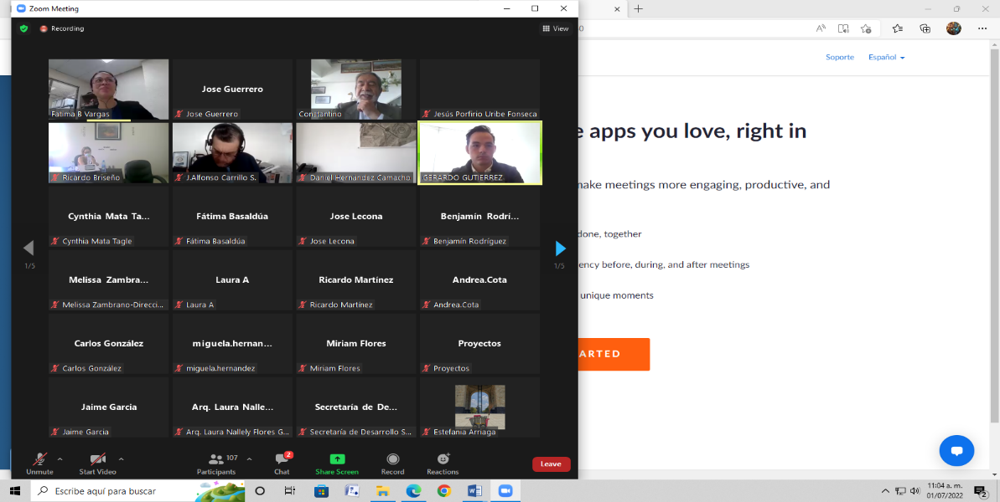 Zoom Meeting
Recording
View
Fatima B Vargas
Jose Guerrero
Jose Guerrero
Constantino
Jesús Porfirio Uribe Fonseca
Ricardo Briseño
J.Alfonso Carrillo S.
Daniel Hernandez Camacho
GERARDO GUTIERREZ
Cynthia Mata Ta...
Fátima Basaldúa
Jose Lecona
Benjamín Rodrí...
Cynthia Mata Tagle
Fátima Basaldúa
Jose Lecona
Benjamín Rodríguez
1/5
1/5
Melissa Zambra...
Laura A
Ricardo Martínez
Andrea.Cota
Melissa Zambrano-Direcci...
Laura A
Ricardo Martínez
Andrea.Cota
Carlos González
miguela.hernan...
Miriam Flores
Proyectos
Carlos González
miguela.hernandez
Miriam Flores
Proyectos
Jaime Garcia
Arq. Laura Nalle...
Secretaría de De...
Jaime Garcia
Arq. Laura Nallely Flores G...
Secretaría de Desarrollo S...
Estefania Arriaga
Unmute
Start Video
107
Participants
2
Chat
Share Screen
Record
Reactions
Leave
Soporte
Español
e apps you love, right in
make meetings more engaging, productive, and
done, together
ency before, during, and after meetings
unique moments
ARTED
Escribe aquí para buscar
11:04 a. m.
01/07/2022
2